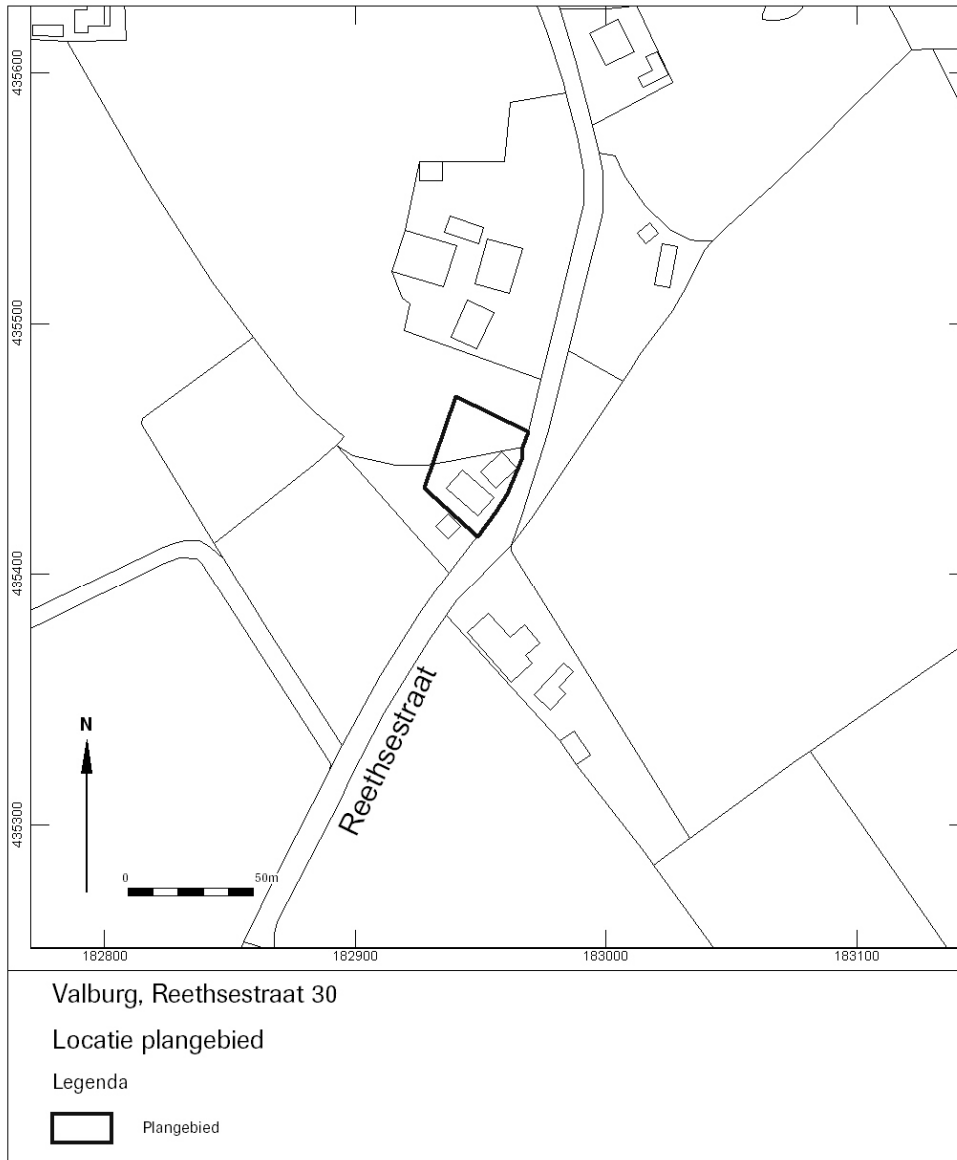 435600
435500
435400
435300
Reethsestraat
N
0 50m
182800 182900 183000 183100
Valburg, Reethsestraat 30
Locatie plangebied
Legenda
Plangebied